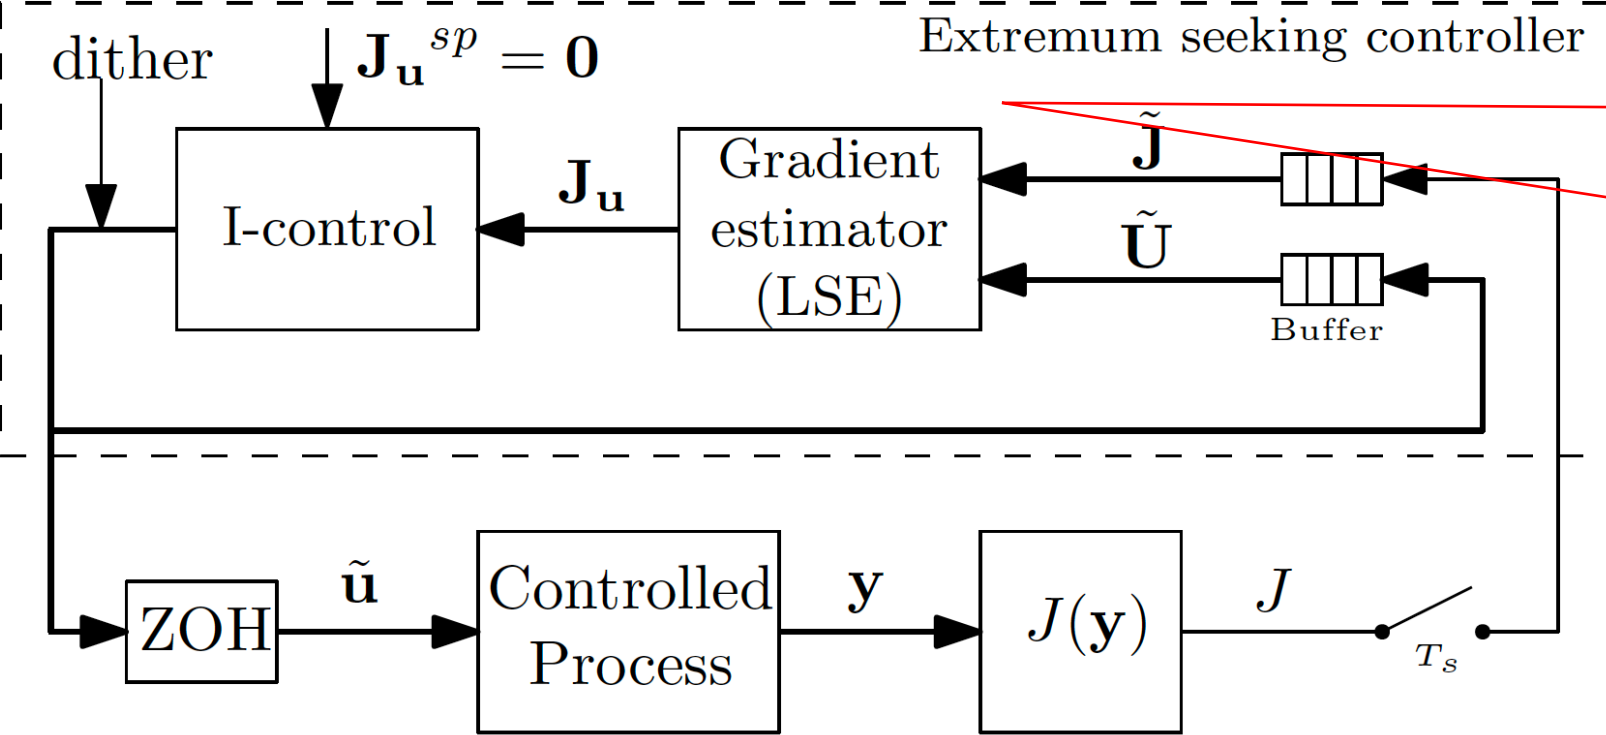 dither
J_u^{sp} = 0
Extremum seeking controller
I-control
J_u
Gradient
estimator
(LSE)
J̃
Ũ
Buffer
ZOH
ũ
Controlled
Process
y
J(y)
J
T_s